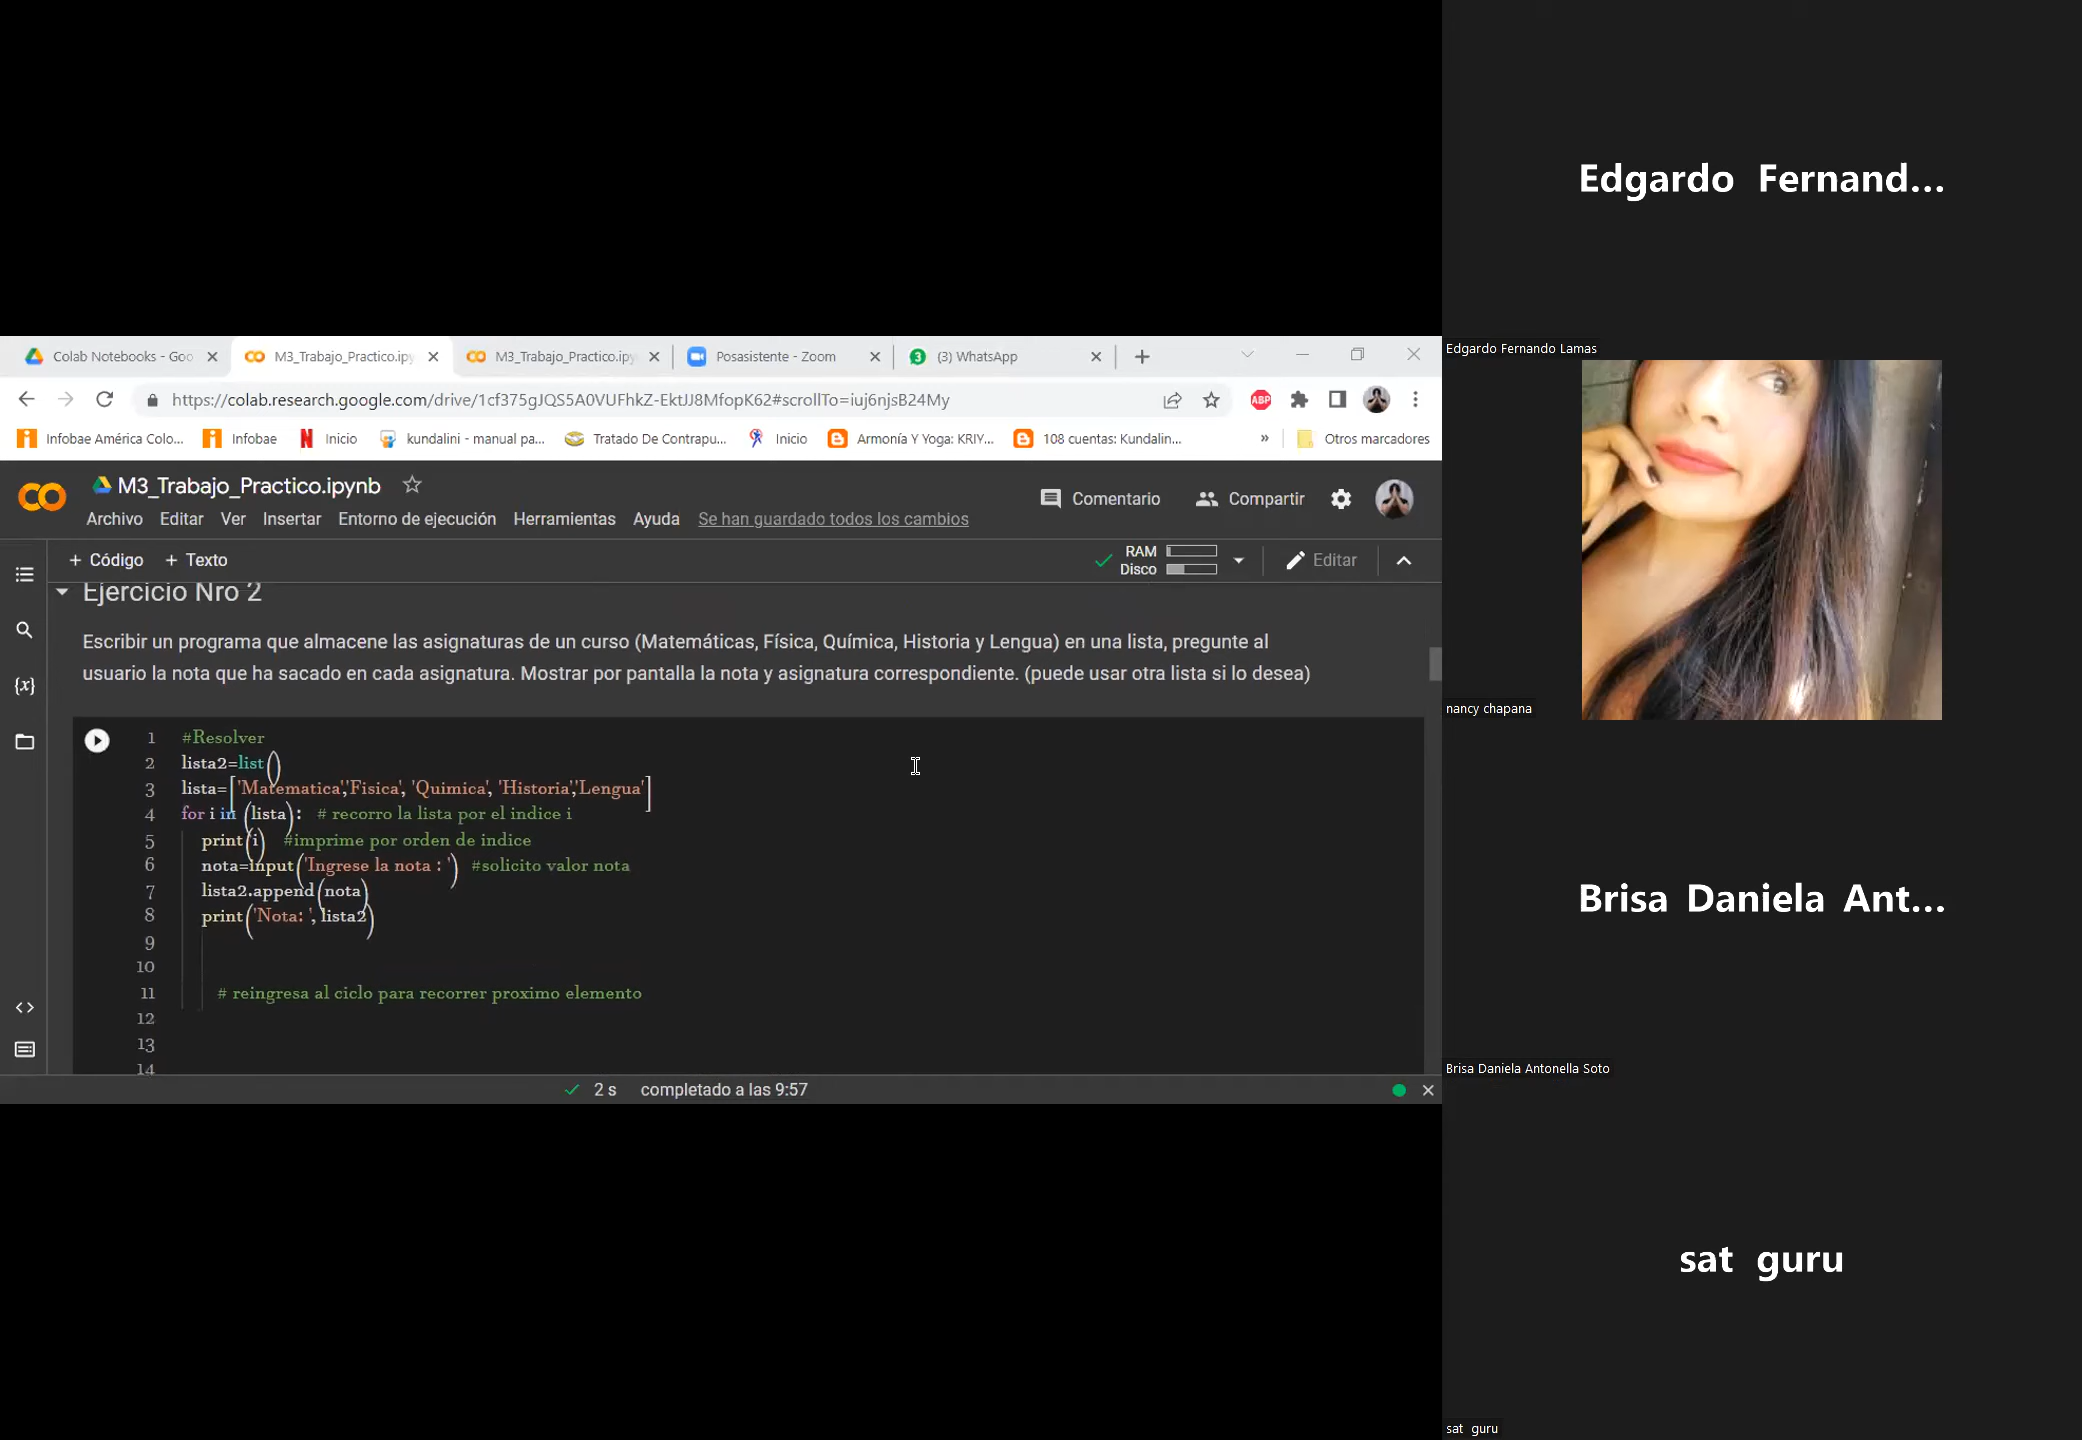 Colab Notebooks - Goo
M3_Trabajo_Practico.ipy
M3_Trabajo_Practico.ipy
Posasistente - Zoom
3
(3) WhatsApp
https://colab.research.google.com/drive/1cf375gJQS5A0VUFhkZ-EktJJ8MfopK62#scrollTo=iuj6njsB24My
ABP
Infobae América Colo...
Infobae
Inicio
kundalini - manual pa...
Tratado De Contrapu...
Inicio
Armonía Y Yoga: KRIY...
108 cuentas: Kundalin...
»
Otros marcadores
M3_Trabajo_Practico.ipynb
Comentario
Compartir
Archivo Editar Ver Insertar Entorno de ejecución Herramientas Ayuda Se han guardado todos los cambios
+ Código + Texto
RAM
Disco
Editar
Ejercicio Nro 2
Escribir un programa que almacene las asignaturas de un curso (Matemáticas, Física, Química, Historia y Lengua) en una lista, pregunte al
usuario la nota que ha sacado en cada asignatura. Mostrar por pantalla la nota y asignatura correspondiente. (puede usar otra lista si lo desea)
{x}
1 #Resolver
2 lista2=list()
3 lista=['Matematica','Fisica', 'Quimica', 'Historia','Lengua']
4 for i in (lista): # recorro la lista por el indice i
5 print(i) #imprime por orden de indice
6 nota=input('Ingrese la nota : ') #solicito valor nota
7 lista2.append(nota)
8 print('Nota: ', lista2)
9
10
11 # reingresa al ciclo para recorrer proximo elemento
12
13
14
2 s completado a las 9:57
Edgardo Fernand...
Edgardo Fernando Lamas
nancy chapana
Brisa Daniela Ant...
Brisa Daniela Antonella Soto
sat guru
sat guru